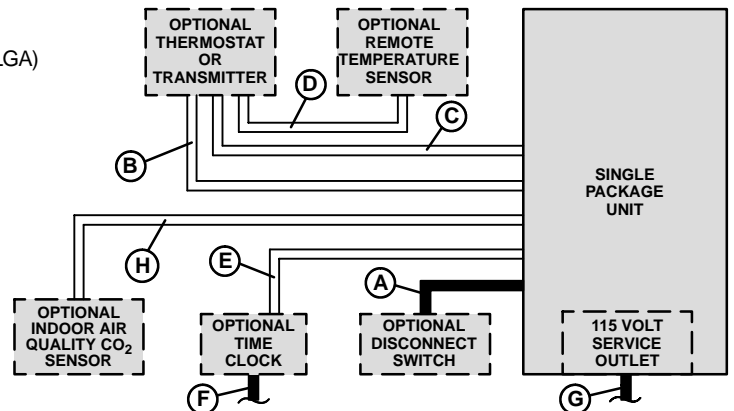 LGA)
OPTIONAL
THERMOSTAT
OR
TRANSMITTER
OPTIONAL
REMOTE
TEMPERATURE
SENSOR
D
C
B
SINGLE
PACKAGE
UNIT
H
E
A
OPTIONAL
INDOOR AIR
QUALITY CO2
SENSOR
OPTIONAL
TIME
CLOCK
OPTIONAL
DISCONNECT
SWITCH
115 VOLT
SERVICE
OUTLET
F
G